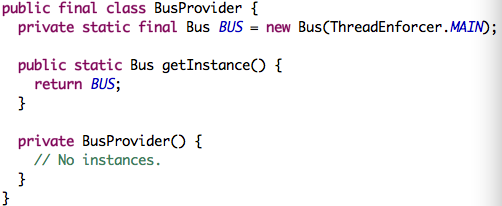 public final class BusProvider {
  private static final Bus BUS = new Bus(ThreadEnforcer.MAIN);

  public static Bus getInstance() {
    return BUS;
  }

  private BusProvider() {
    // No instances.
  }
}